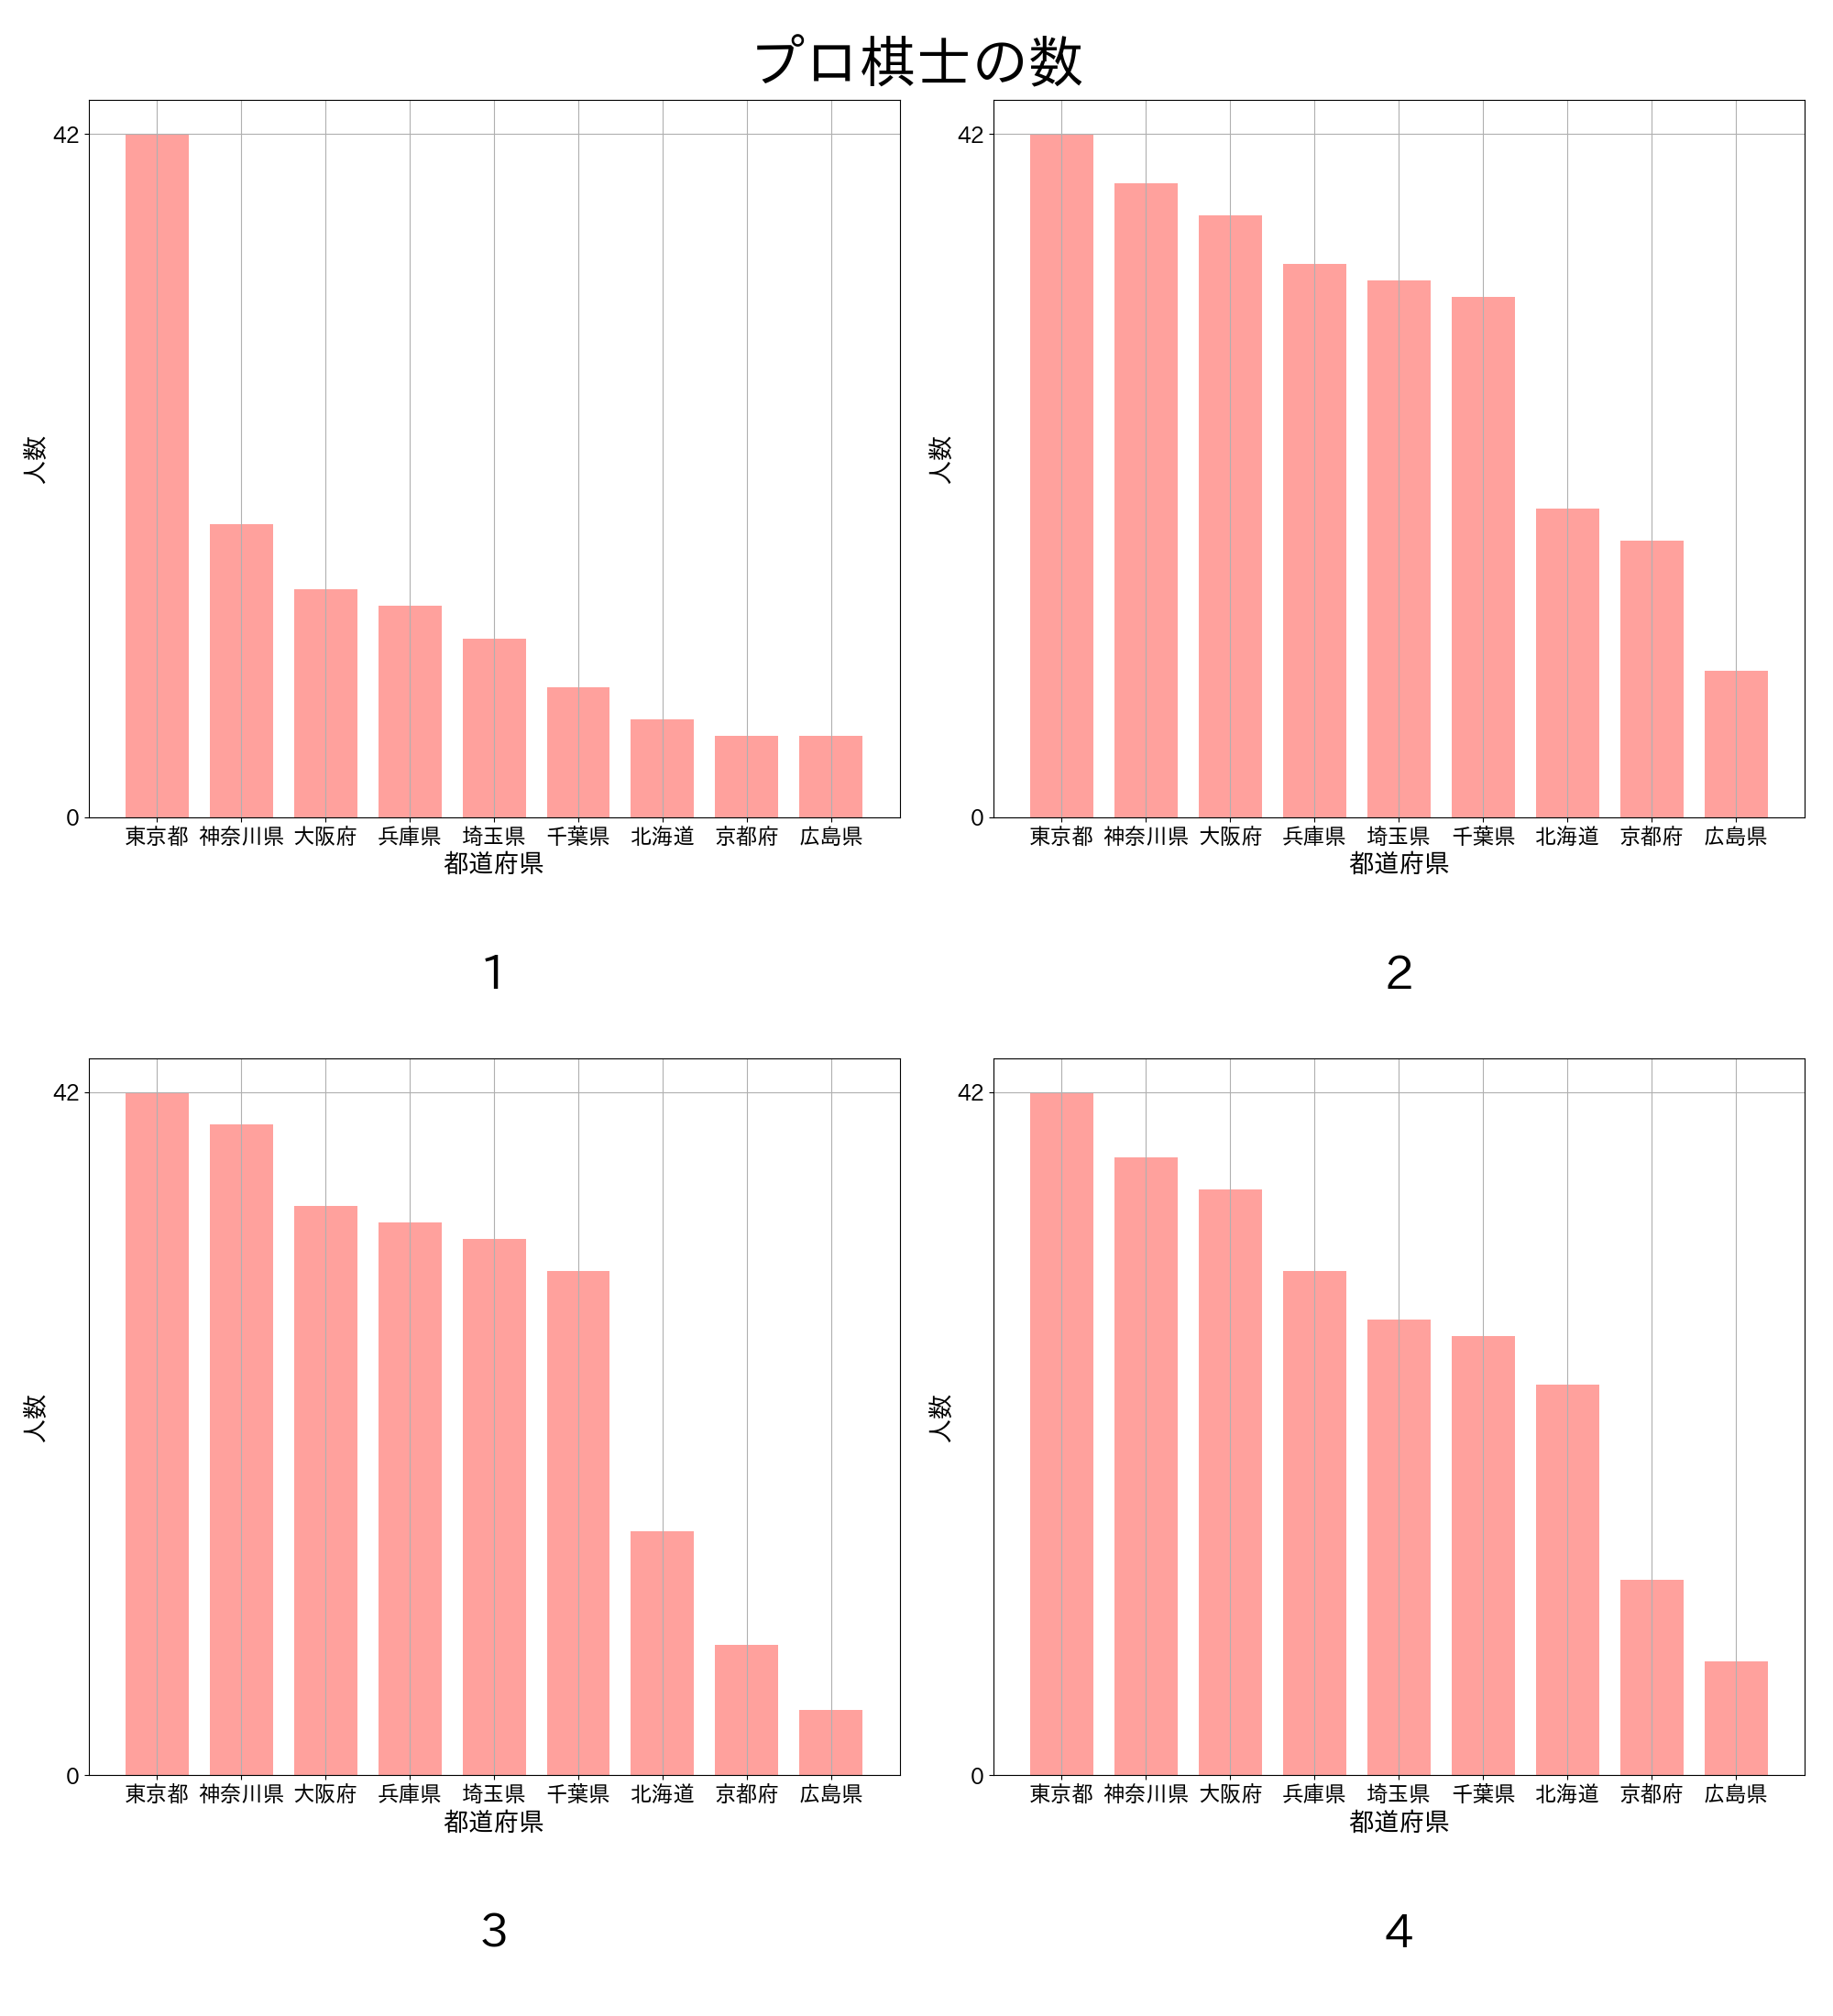 プロ棋士の数
42
0
人数
東京都 神奈川県 大阪府 兵庫県 埼玉県 千葉県 北海道 京都府 広島県
都道府県
1
42
0
人数
東京都 神奈川県 大阪府 兵庫県 埼玉県 千葉県 北海道 京都府 広島県
都道府県
2
42
0
人数
東京都 神奈川県 大阪府 兵庫県 埼玉県 千葉県 北海道 京都府 広島県
都道府県
3
42
0
人数
東京都 神奈川県 大阪府 兵庫県 埼玉県 千葉県 北海道 京都府 広島県
都道府県
4